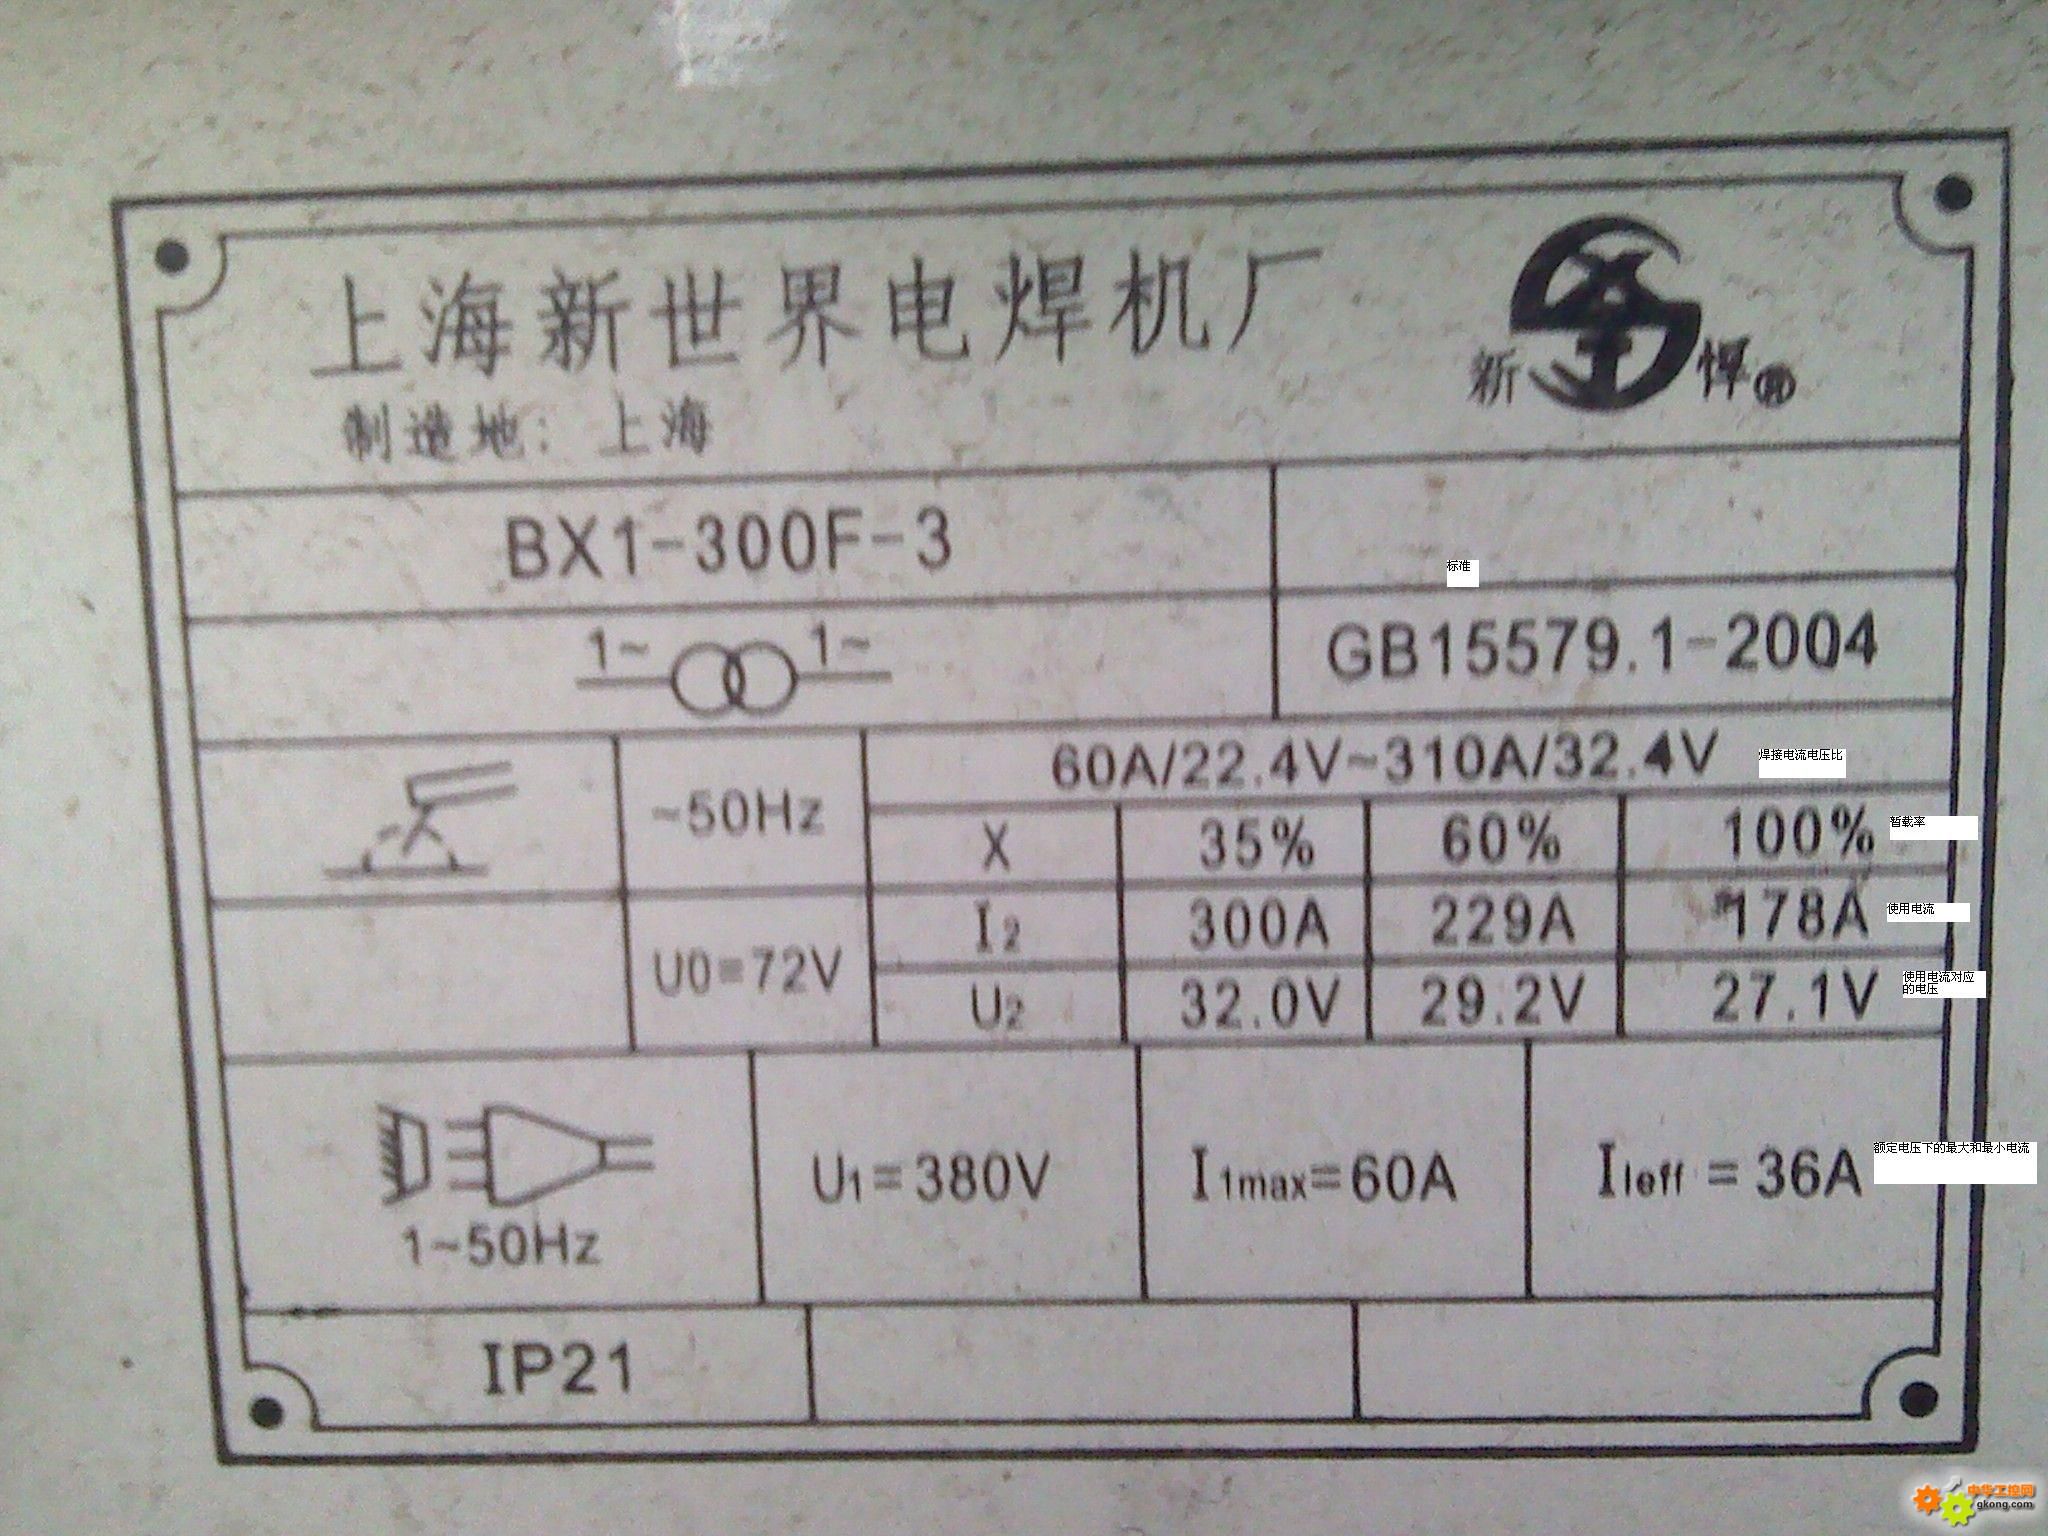 上海新世界电焊机厂
新 悍®
制造地：上海
BX1-300F-3
标准
1~ 1~
GB15579.1-2004
60A/22.4V~310A/32.4V 焊接电流电压比
~50Hz
X 35% 60% 100% 暂载率
I2 300A 229A 178A 使用电流
U0=72V
U2 32.0V 29.2V 27.1V 使用电流对应
的电压
U1=380V I1max=60A I1eff=36A 额定电压下的最大和最小电流
1~50Hz
IP21
中华工控网
gkong.com